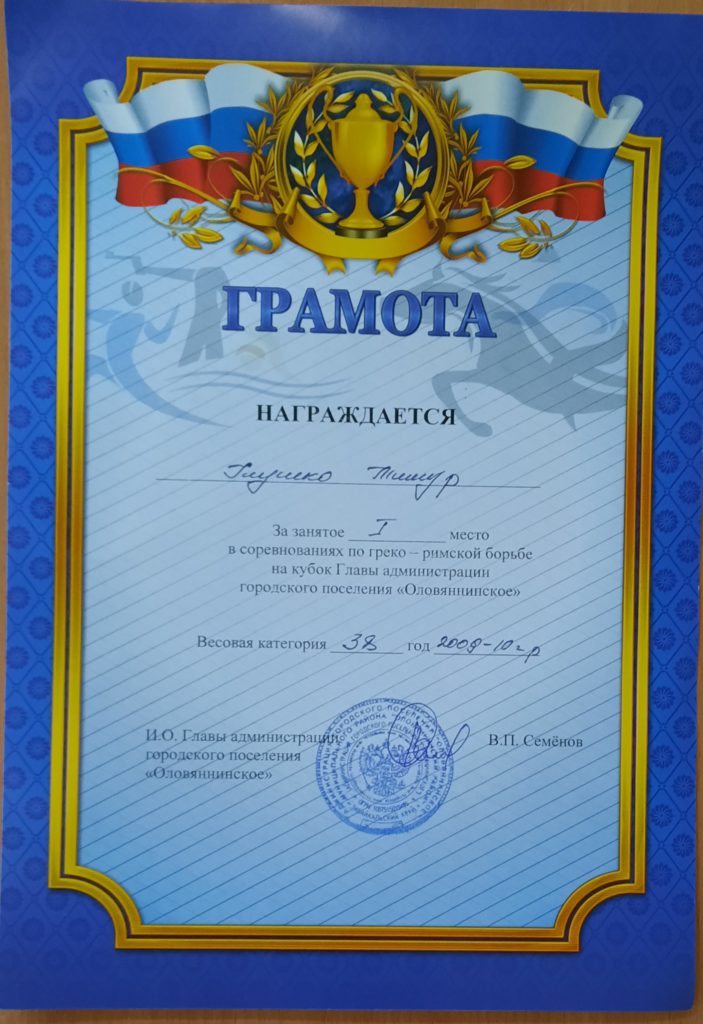 ГРАМОТА
НАГРАЖДАЕТСЯ
Глушко Тимур
За занятое I место
в соревнованиях по греко – римской борьбе
на кубок Главы администрации
городского поселения «Оловяннинское»
Весовая категория 38 год 2009-10 г р
И.О. Главы администрации
городского поселения
«Оловяннинское»
В.П. Семёнов